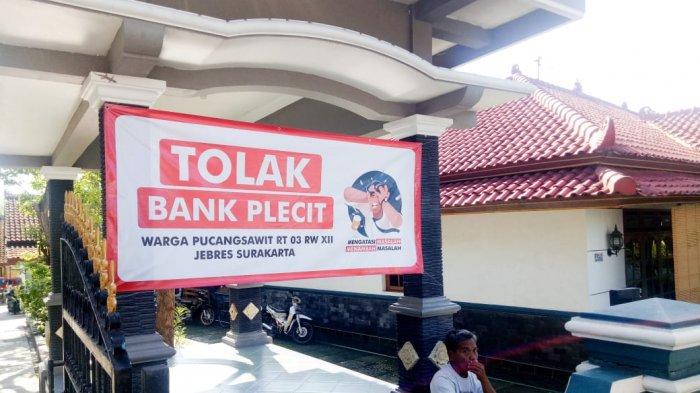 TOLAK
BANK PLECIT
WARGA PUCANGSAWIT RT 03 RW XII
JEBRES SURAKARTA
MENGATASI MASALAH
MENAMBAH MASALAH